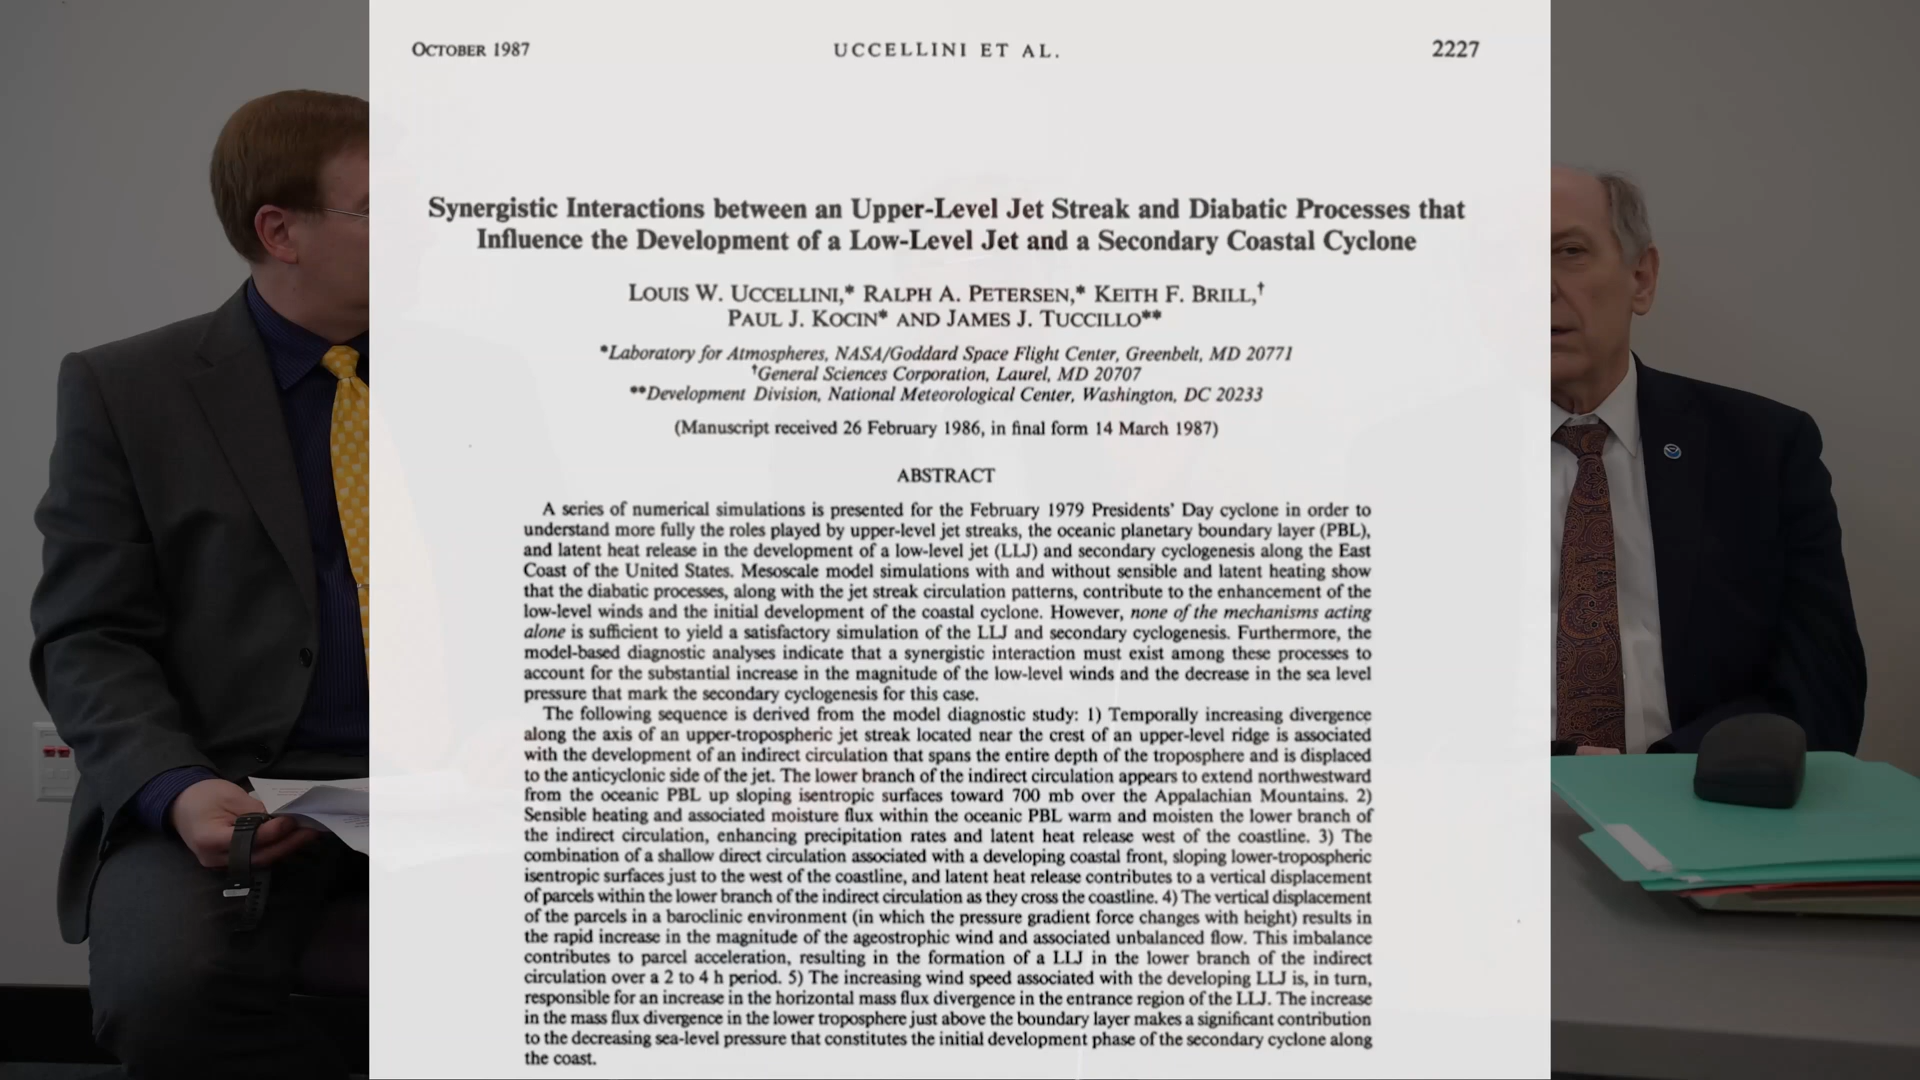 OCTOBER 1987 UCCELLINI ET AL. 2227
Synergistic Interactions between an Upper-Level Jet Streak and Diabatic Processes that
Influence the Development of a Low-Level Jet and a Secondary Coastal Cyclone
LOUIS W. UCCELLINI,* RALPH A. PETERSEN,* KEITH F. BRILL,†
PAUL J. KOCIN* AND JAMES J. TUCCILLO**
*Laboratory for Atmospheres, NASA/Goddard Space Flight Center, Greenbelt, MD 20771
†General Sciences Corporation, Laurel, MD 20707
**Development Division, National Meteorological Center, Washington, DC 20233
(Manuscript received 26 February 1986, in final form 14 March 1987)
ABSTRACT
A series of numerical simulations is presented for the February 1979 Presidents' Day cyclone in order to
understand more fully the roles played by upper-level jet streaks, the oceanic planetary boundary layer (PBL),
and latent heat release in the development of a low-level jet (LLJ) and secondary cyclogenesis along the East
Coast of the United States. Mesoscale model simulations with and without sensible and latent heating show
that the diabatic processes, along with the jet streak circulation patterns, contribute to the enhancement of the
low-level winds and the initial development of the coastal cyclone. However, none of the mechanisms acting
alone is sufficient to yield a satisfactory simulation of the LLJ and secondary cyclogenesis. Furthermore, the
model-based diagnostic analyses indicate that a synergistic interaction must exist among these processes to
account for the substantial increase in the magnitude of the low-level winds and the decrease in the sea level
pressure that mark the secondary cyclogenesis for this case.
The following sequence is derived from the model diagnostic study: 1) Temporally increasing divergence
along the axis of an upper-tropospheric jet streak located near the crest of an upper-level ridge is associated
with the development of an indirect circulation that spans the entire depth of the troposphere and is displaced
to the anticyclonic side of the jet. The lower branch of the indirect circulation appears to extend northwestward
from the oceanic PBL up sloping isentropic surfaces toward 700 mb over the Appalachian Mountains. 2)
Sensible heating and associated moisture flux within the oceanic PBL warm and moisten the lower branch of
the indirect circulation, enhancing precipitation rates and latent heat release west of the coastline. 3) The
combination of a shallow direct circulation associated with a developing coastal front, sloping lower-tropospheric
isentropic surfaces just to the west of the coastline, and latent heat release contributes to a vertical displacement
of parcels within the lower branch of the indirect circulation as they cross the coastline. 4) The vertical displacement
of the parcels in a baroclinic environment (in which the pressure gradient force changes with height) results in
the rapid increase in the magnitude of the ageostrophic wind and associated unbalanced flow. This imbalance
contributes to parcel acceleration, resulting in the formation of a LLJ in the lower branch of the indirect
circulation over a 2 to 4 h period. 5) The increasing wind speed associated with the developing LLJ is, in turn,
responsible for an increase in the horizontal mass flux divergence in the entrance region of the LLJ. The increase
in the mass flux divergence in the lower troposphere just above the boundary layer makes a significant contribution
to the decreasing sea-level pressure that constitutes the initial development phase of the secondary cyclone along
the coast.